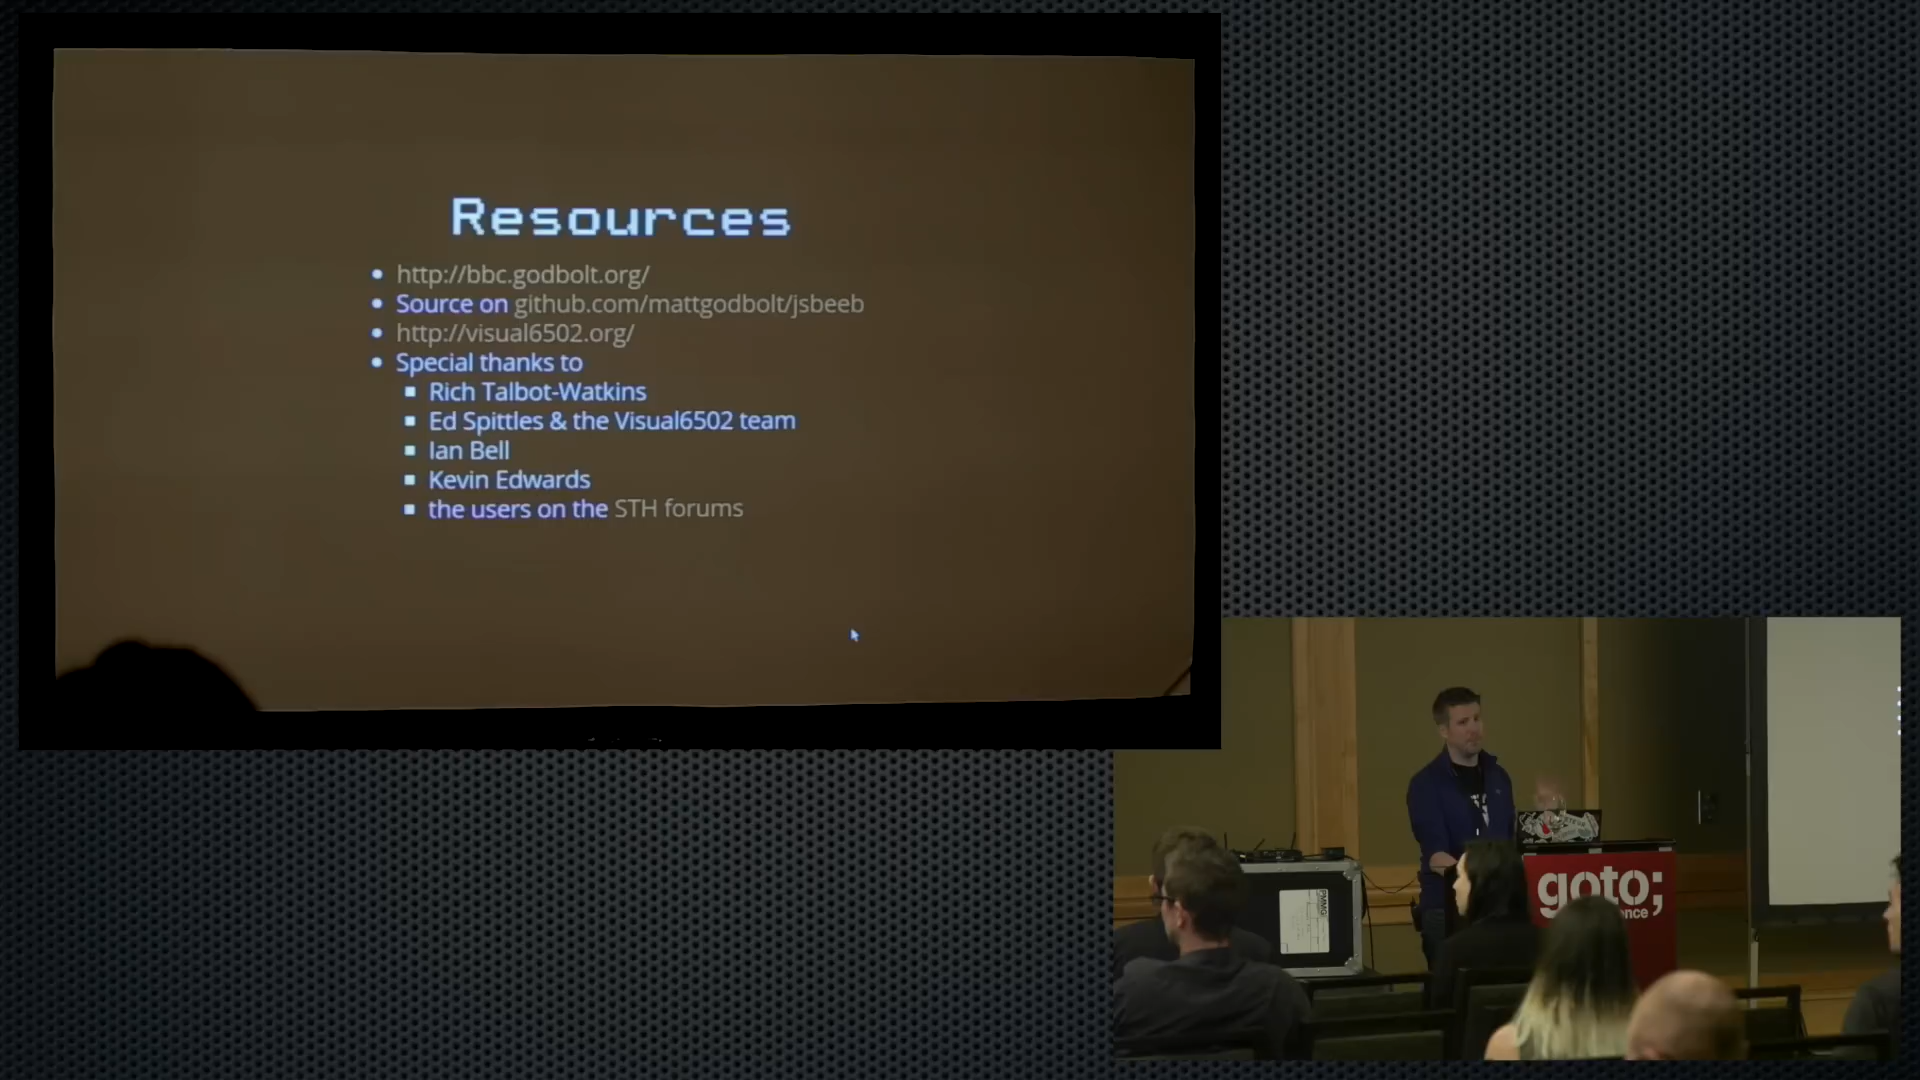 Resources
http://bbc.godbolt.org/
Source on github.com/mattgodbolt/jsbeeb
http://visual6502.org/
Special thanks to
Rich Talbot-Watkins
Ed Spittles & the Visual6502 team
Ian Bell
Kevin Edwards
the users on the STH forums
goto;